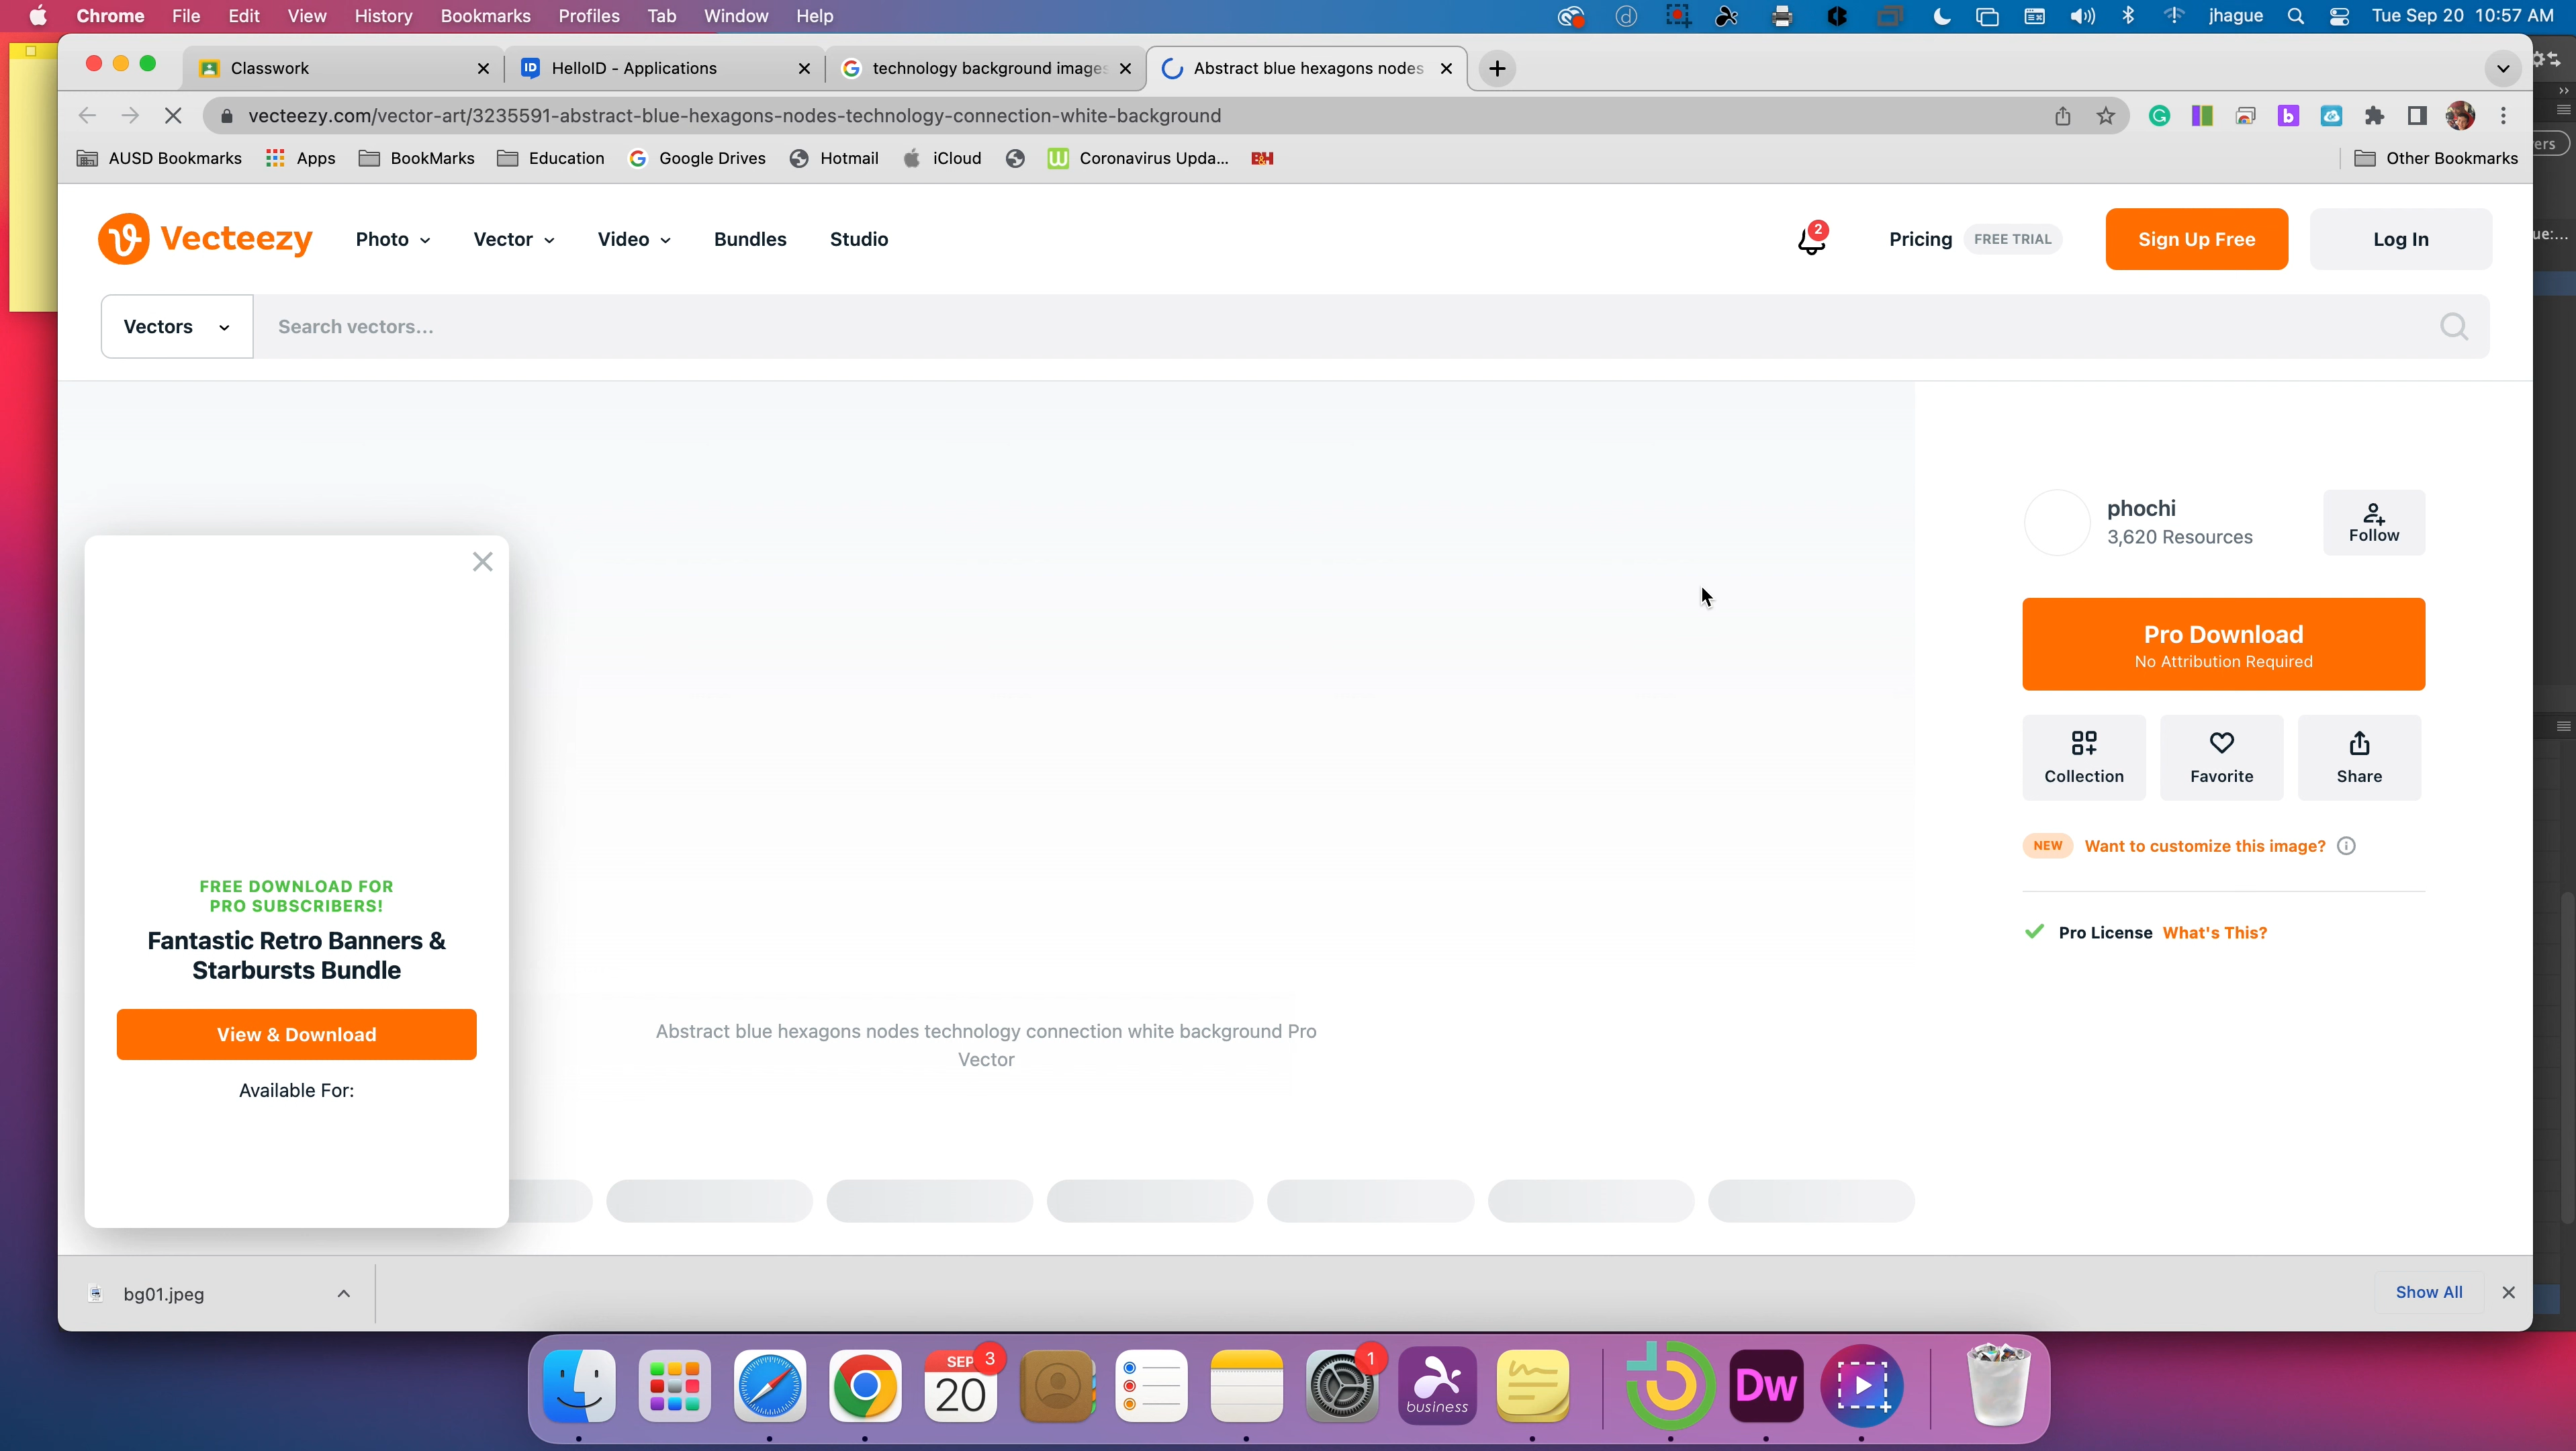 Chrome File Edit View History Bookmarks Profiles Tab Window Help jhague Tue Sep 20 10:57 AM
Classwork HelloID - Applications technology background images Abstract blue hexagons nodes
vecteezy.com/vector-art/3235591-abstract-blue-hexagons-nodes-technology-connection-white-background
AUSD Bookmarks Apps BookMarks Education Google Drives Hotmail iCloud Coronavirus Upda... B&H Other Bookmarks
Vecteezy Photo Vector Video Bundles Studio 2 Pricing FREE TRIAL Sign Up Free Log In
Vectors Search vectors...
phochi
3,620 Resources
Follow
Pro Download
No Attribution Required
Collection Favorite Share
NEW Want to customize this image?
Pro License What's This?
FREE DOWNLOAD FOR
PRO SUBSCRIBERS!
Fantastic Retro Banners &
Starbursts Bundle
View & Download
Available For:
Abstract blue hexagons nodes technology connection white background Pro
Vector
bg01.jpeg Show All
SEP 3
20
1
business
Dw